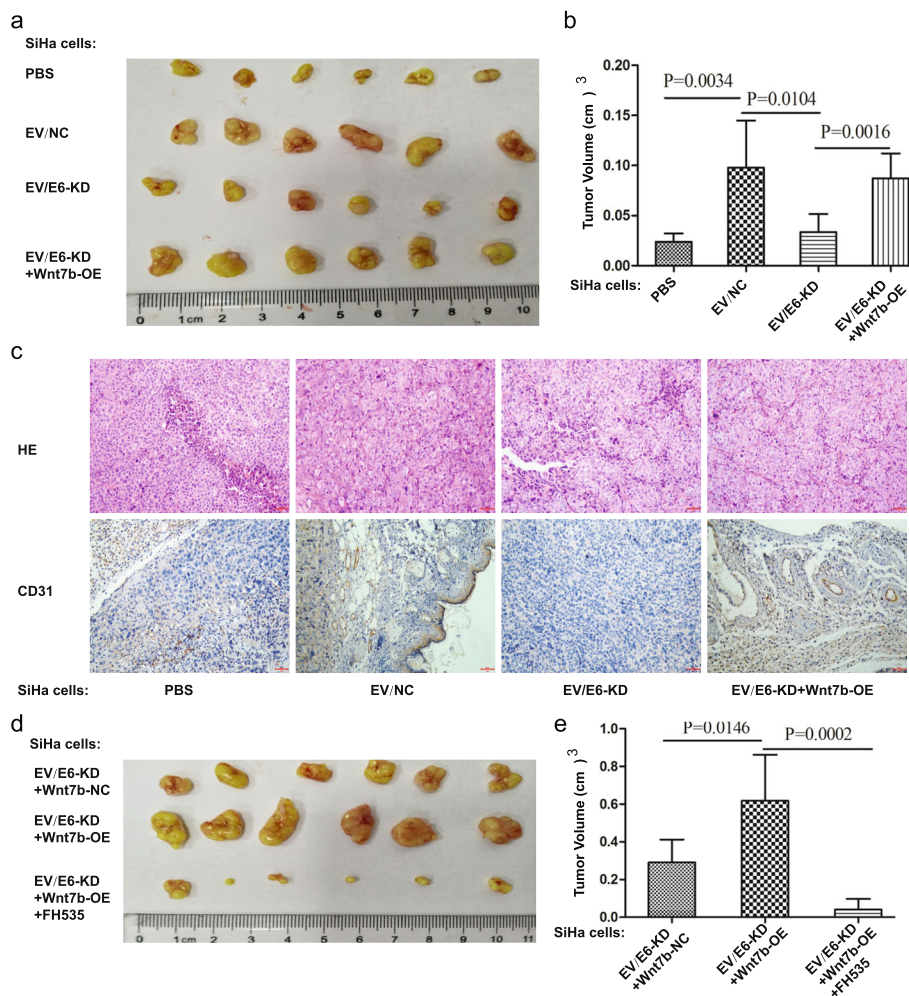 a
SiHa cells:
PBS
EV/NC
EV/E6-KD
EV/E6-KD
+Wnt7b-OE
0 1cm 2 3 4 5 6 7 8 9 10
b
Tumor Volume (cm)3
0.20
0.15
0.10
0.05
0.00
P=0.0034
P=0.0104
P=0.0016
SiHa cells:
PBS
EV/NC
EV/E6-KD
EV/E6-KD
+Wnt7b-OE
c
HE
CD31
SiHa cells:
PBS
EV/NC
EV/E6-KD
EV/E6-KD+Wnt7b-OE
d
SiHa cells:
EV/E6-KD
+Wnt7b-NC
EV/E6-KD
+Wnt7b-OE
EV/E6-KD
+Wnt7b-OE
+FH535
0 1cm 2 3 4 5 6 7 8 9 10 11
e
Tumor Volume (cm)3
1.0
0.8
0.6
0.4
0.2
0.0
P=0.0146
P=0.0002
SiHa cells:
EV/E6-KD
+Wnt7b-NC
EV/E6-KD
+Wnt7b-OE
EV/E6-KD
+Wnt7b-OE
+FH535